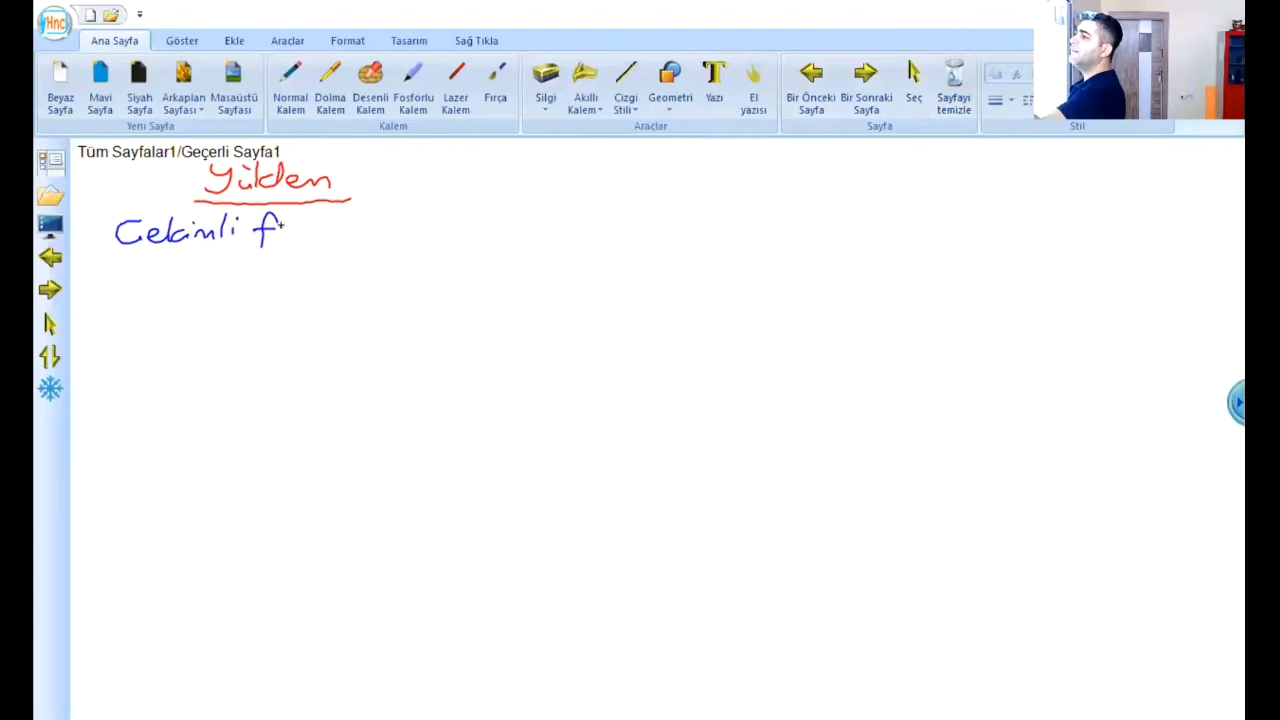 Hnc
Ana Sayfa Göster Ekle Araçlar Format Tasarım Sağ Tıkla
Beyaz Sayfa Mavi Sayfa Siyah Sayfa Arkaplan Sayfası Masaüstü Sayfası Normal Kalem Dolma Kalem Desenli Kalem Fosforlu Kalem Lazer Kalem Fırça Silgi Akıllı Kalem Çizgi Stili Geometri Yazı El yazısı Bir Önceki Sayfa Bir Sonraki Sayfa Seç Sayfayı temizle
Yeni Sayfa Kalem Araçlar Sayfa Stil
Tüm Sayfalar1/Geçerli Sayfa1
Yüklen
Cekimli f